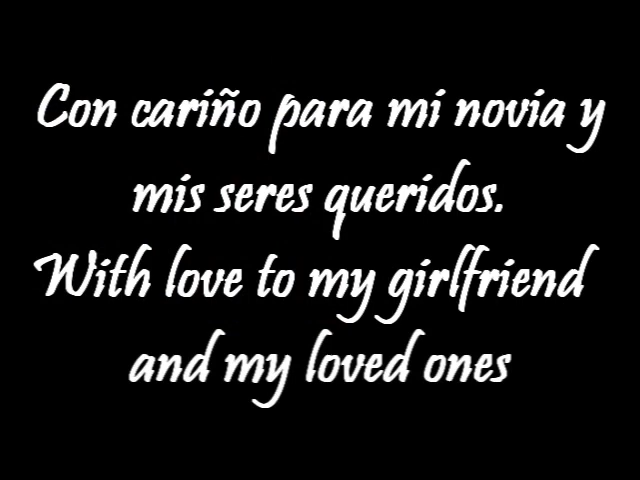 Con cariño para mi novia y
mis seres queridos.
With love to my girlfriend
and my loved ones